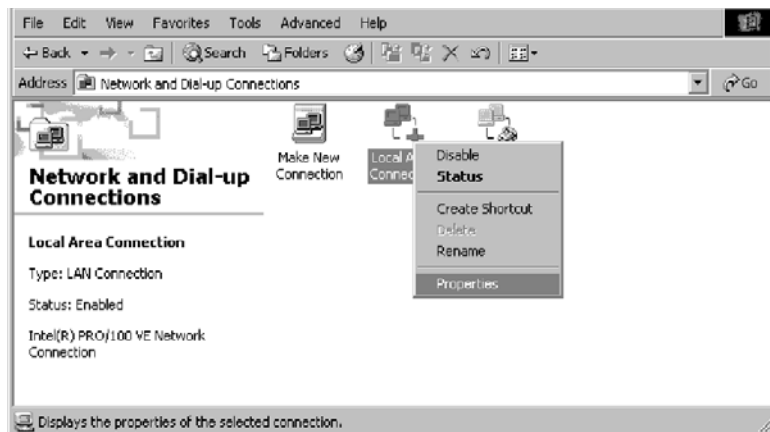 File Edit View Favorites Tools Advanced Help
Back Search Folders
Address Network and Dial-up Connections Go
Make New
Connection
Local A
Connec
Network and Dial-up
Connections
Local Area Connection
Type: LAN Connection
Status: Enabled
Intel(R) PRO/100 VE Network
Connection
Disable
Status
Create Shortcut
Delete
Rename
Properties
Displays the properties of the selected connection.